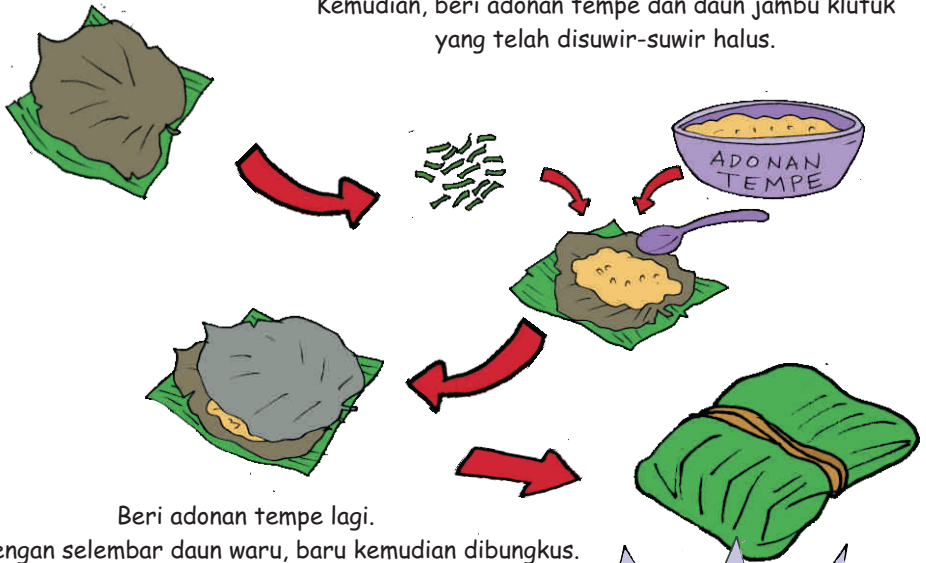 Kemudian, beri adonan tempe dan daun jambu klutuk
yang telah disuwir-suwir halus.
ADONAN
TEMPE
Beri adonan tempe lagi.
engan selembar daun waru, baru kemudian dibungkus.